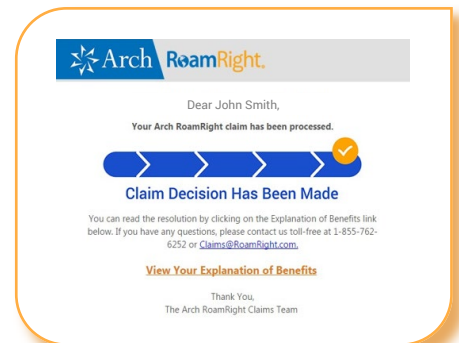 Arch RoamRight.
Dear John Smith,
Your Arch RoamRight claim has been processed.
Claim Decision Has Been Made
You can read the resolution by clicking on the Explanation of Benefits link
below. If you have any questions, please contact us toll-free at 1-855-762-
6252 or Claims@RoamRight.com.
View Your Explanation of Benefits
Thank You,
The Arch RoamRight Claims Team